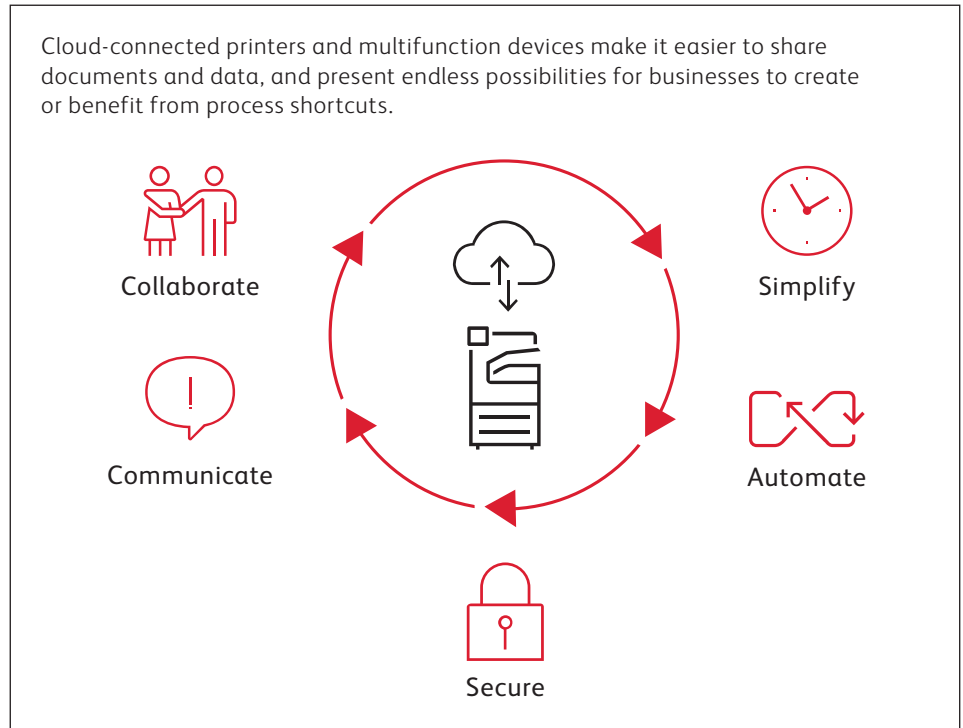 Cloud-connected printers and multifunction devices make it easier to share
documents and data, and present endless possibilities for businesses to create
or benefit from process shortcuts.
Collaborate
Simplify
Communicate
Automate
Secure